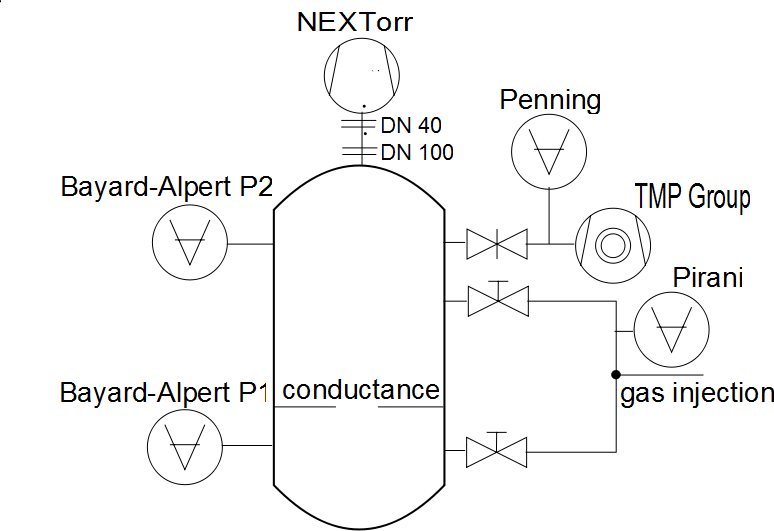 NEXTorr
Penning
DN 40
DN 100
Bayard-Alpert P2
TMP Group
Pirani
Bayard-Alpert P1
conductance
gas injection